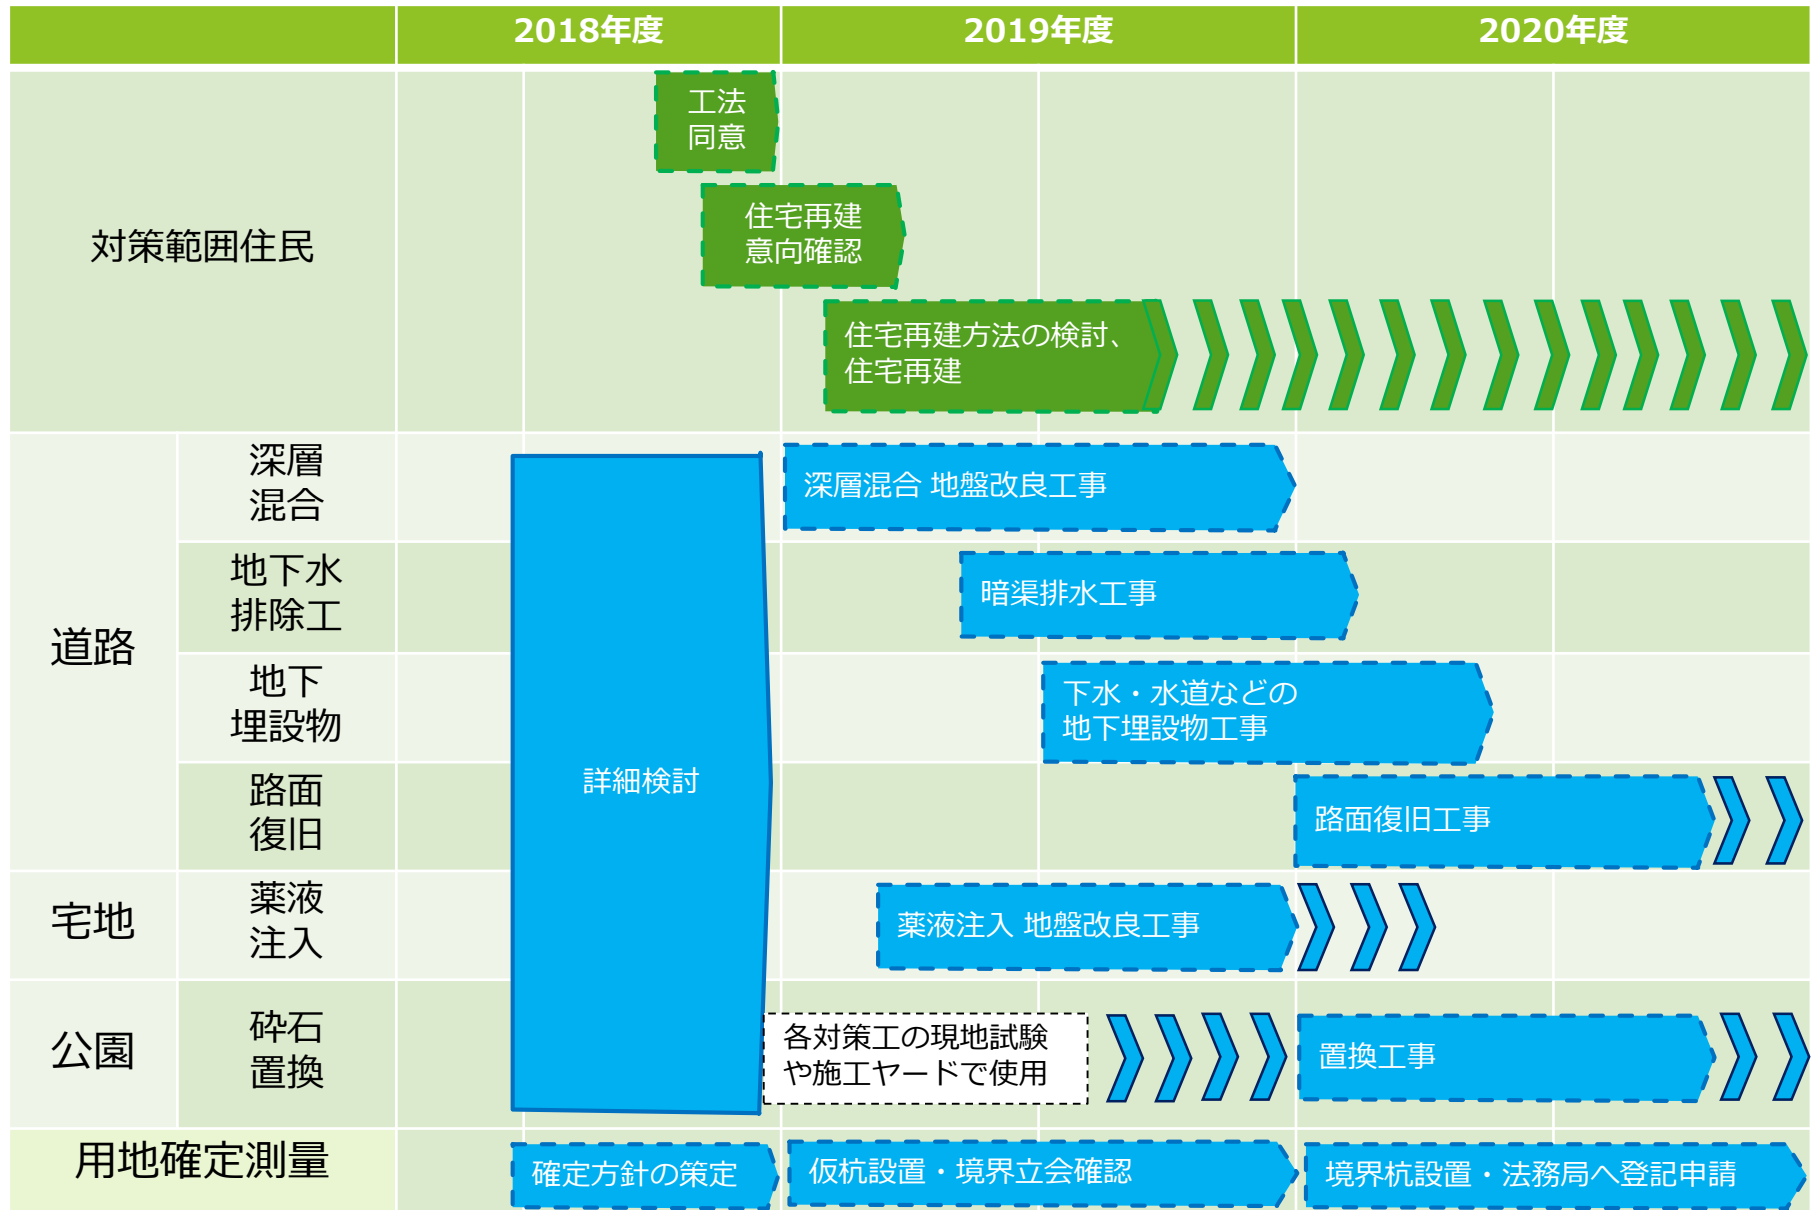 2018年度
2019年度
2020年度
対策範囲住民
工法
同意
住宅再建
意向確認
住宅再建方法の検討、
住宅再建
道路
深層
混合
深層混合 地盤改良工事
地下水
排除工
暗渠排水工事
地下
埋設物
下水・水道などの
地下埋設物工事
路面
復旧
路面復旧工事
詳細検討
宅地
薬液
注入
薬液注入 地盤改良工事
公園
砕石
置換
各対策工の現地試験
や施工ヤードで使用
置換工事
用地確定測量
確定方針の策定
仮杭設置・境界立会確認
境界杭設置・法務局へ登記申請